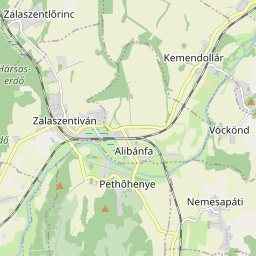 Zalaszentlőrinc
Kemendollár
Hársas-
erdő
Vöckönd
Zalaszentiván
Alibánfa
Pethőhenye
Nemesapáti